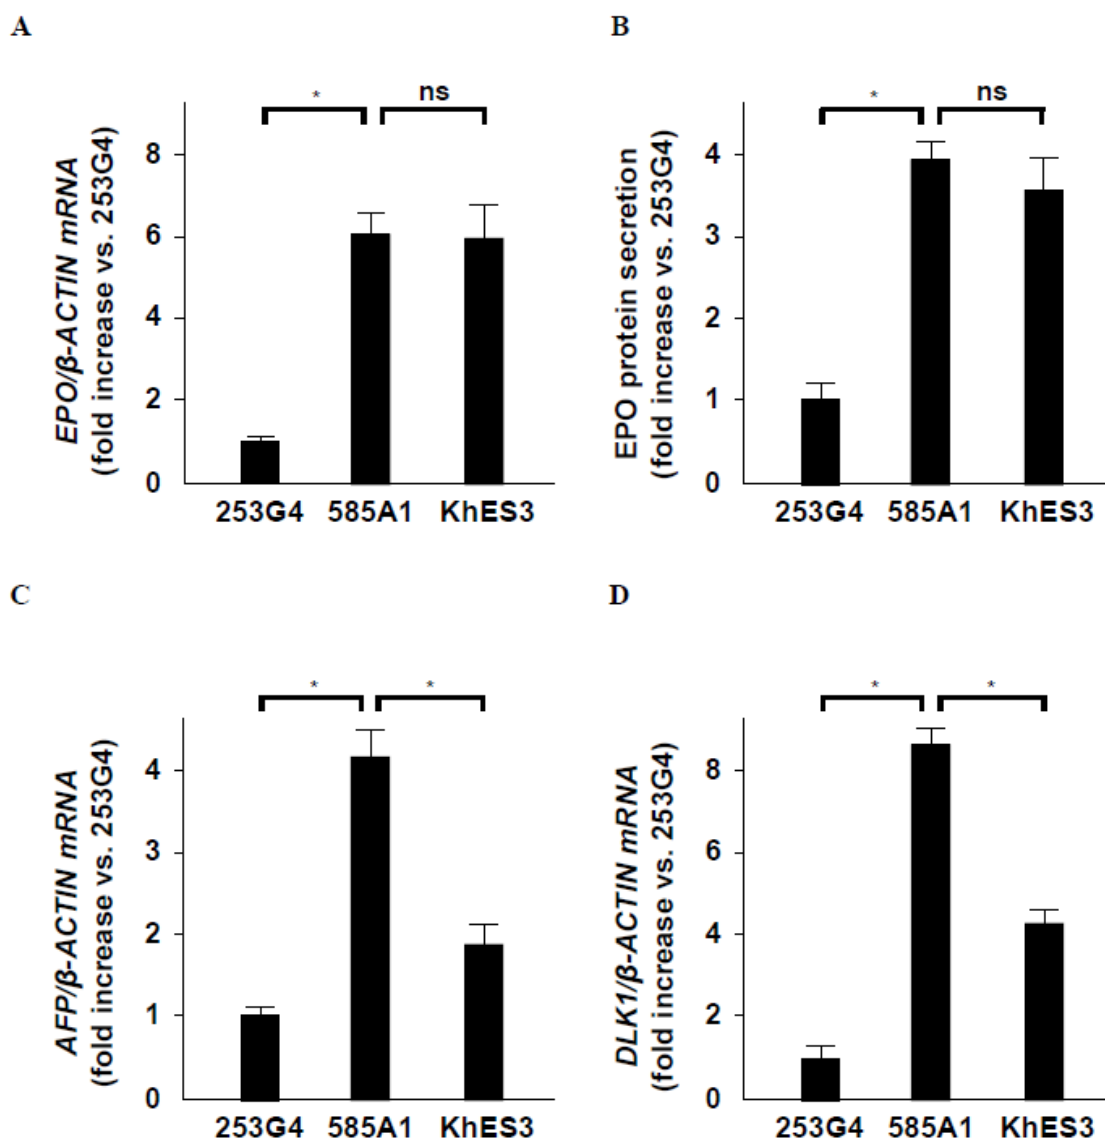 A
EPO/β-ACTIN mRNA
(fold increase vs. 253G4)
8
6
4
2
0
*
ns
253G4 585A1 KhES3
B
EPO protein secretion
(fold increase vs. 253G4)
4
3
2
1
0
*
ns
253G4 585A1 KhES3
C
AFP/β-ACTIN mRNA
(fold increase vs. 253G4)
4
3
2
1
0
*
*
253G4 585A1 KhES3
D
DLK1/β-ACTIN mRNA
(fold increase vs. 253G4)
8
6
4
2
0
*
*
253G4 585A1 KhES3